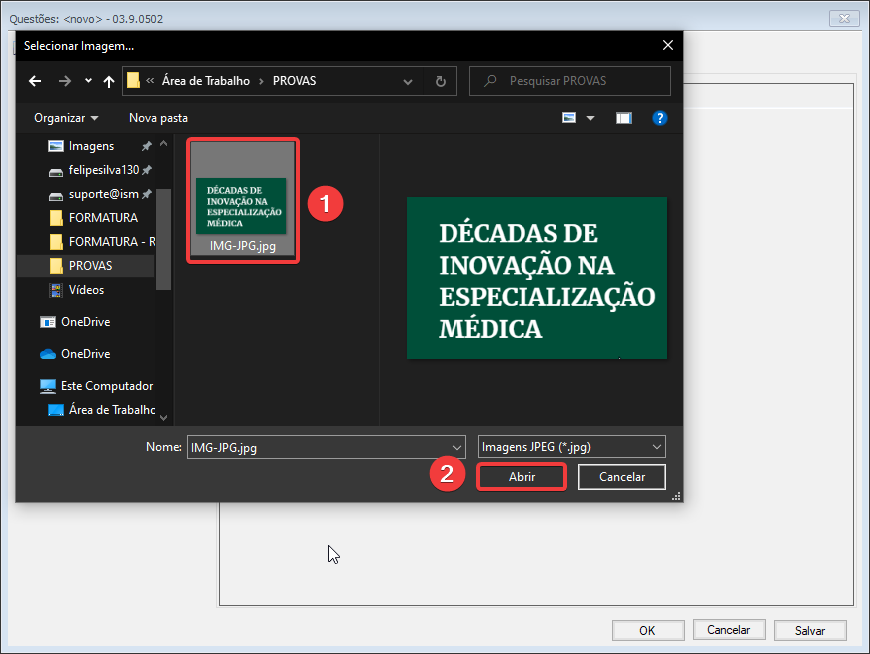 Questões: <novo> - 03.9.0502
Selecionar Imagem...
Área de Trabalho
PROVAS
Pesquisar PROVAS
Organizar
Nova pasta
Imagens
felipesilva130
suporte@ism
FORMATURA
FORMATURA - R
PROVAS
Vídeos
OneDrive
OneDrive
Este Computador
Área de Trabalho
DÉCADAS DE
INOVAÇÃO NA
ESPECIALIZAÇÃO
MÉDICA
IMG-JPG.jpg
1
DÉCADAS DE
INOVAÇÃO NA
ESPECIALIZAÇÃO
MÉDICA
Nome: IMG-JPG.jpg
Imagens JPEG (*.jpg)
2
Abrir
Cancelar
OK
Cancelar
Salvar